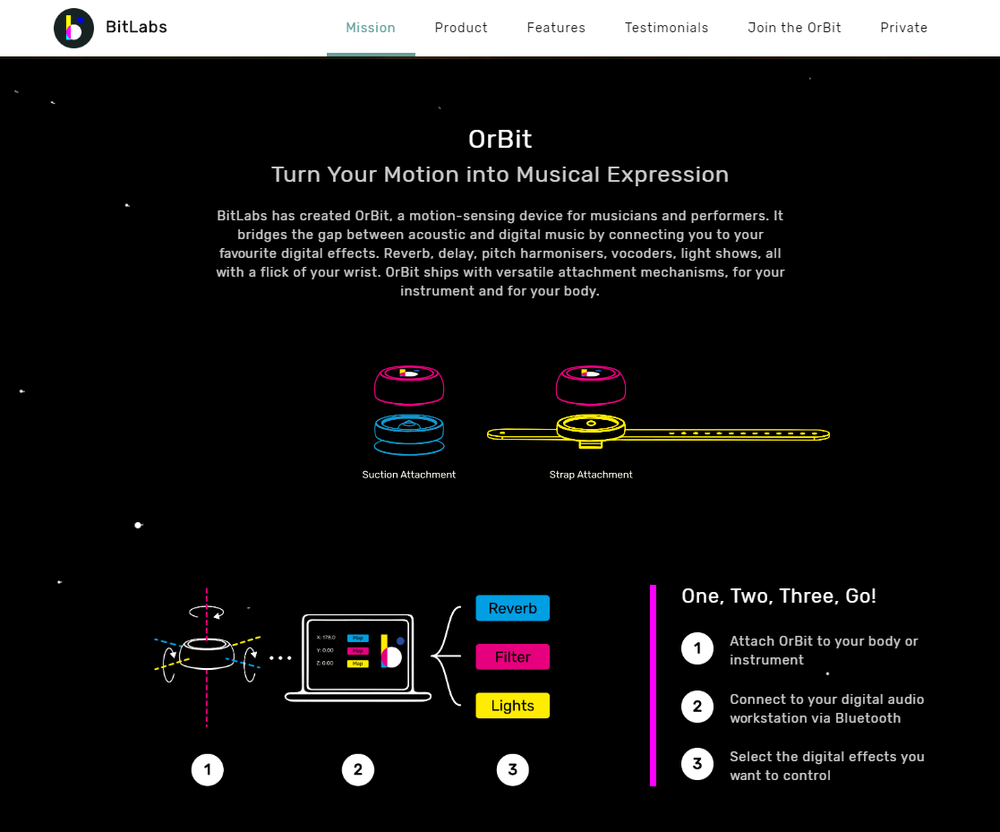 BitLabs
Mission Product Features Testimonials Join the OrBit Private
OrBit
Turn Your Motion into Musical Expression
BitLabs has created OrBit, a motion-sensing device for musicians and performers. It
bridges the gap between acoustic and digital music by connecting you to your
favourite digital effects. Reverb, delay, pitch harmonisers, vocoders, light shows, all
with a flick of your wrist. OrBit ships with versatile attachment mechanisms, for your
instrument and for your body.
Suction Attachment
Strap Attachment
X: 178.0 Map
Y: 0.00 Map
Z: 0.00 Map
Reverb
Filter
Lights
1
2
3
One, Two, Three, Go!
1 Attach OrBit to your body or
instrument
2 Connect to your digital audio
workstation via Bluetooth
3 Select the digital effects you
want to control